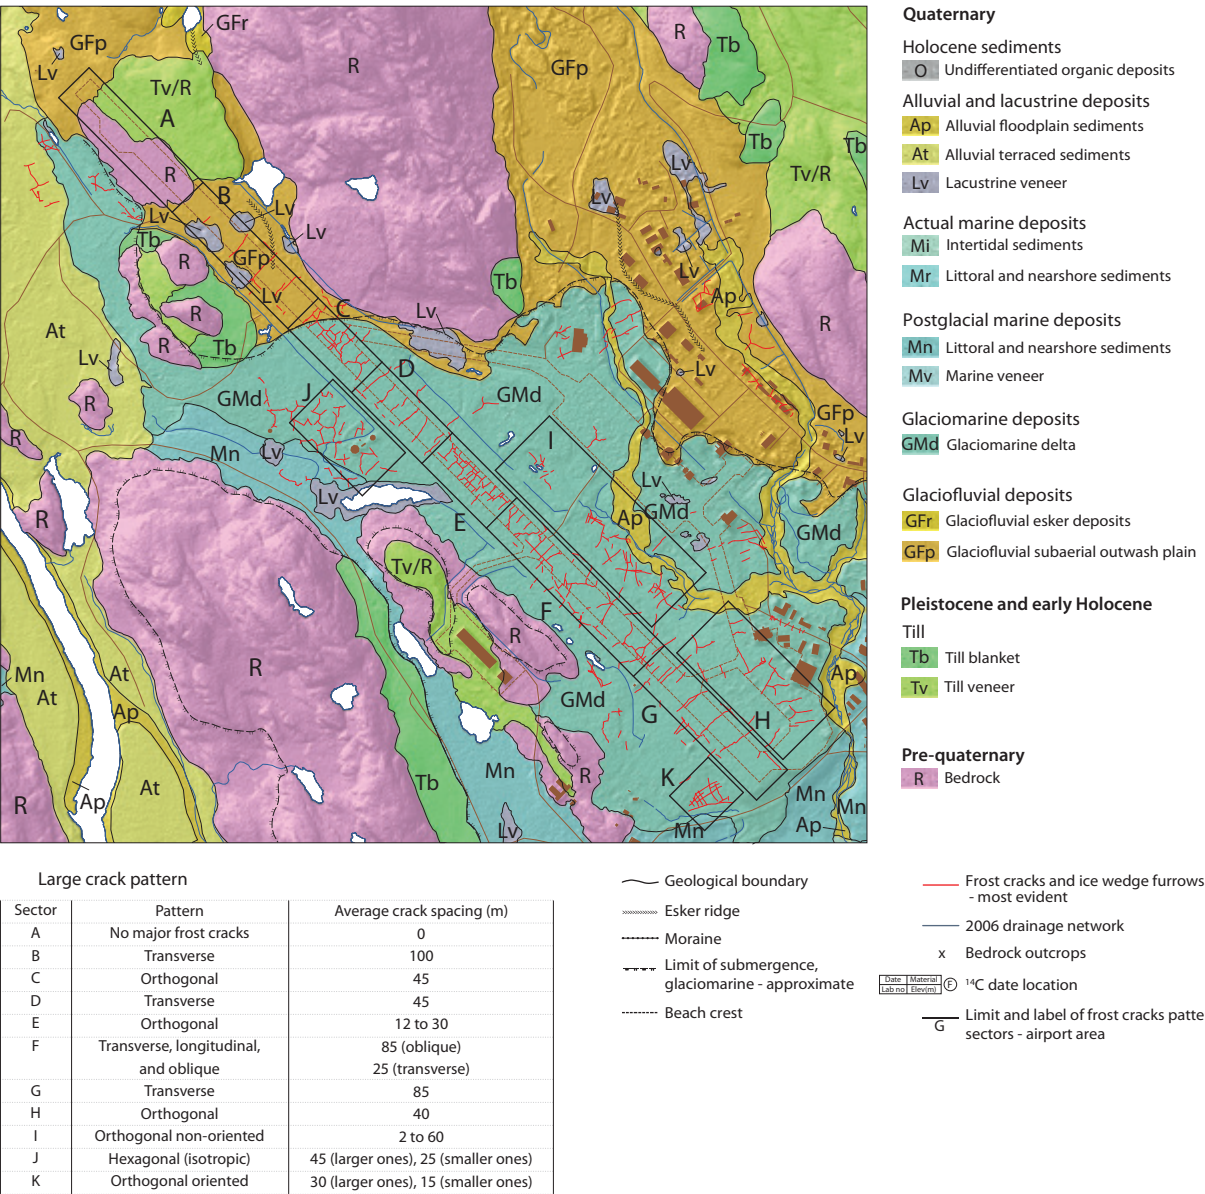 GFr
GFp
Lv
Tv/R
A
R
R
GFp
R
Tb
Tb
Tb
Tv/R
Lv
Lv
B
Lv
Lv
Lv
Tb
R
GFp
Lv
Tb
Lv
Ap
R
C
Lv
R
At
R
Tb
Lv
D
Lv
GMd
J
GMd
R
GFp
Lv
R
I
Mn
Lv
Lv
Lv
R
E
Ap
GMd
GMd
Tv/R
F
R
R
Mn
At
At
Ap
GMd
G
H
Ap
K
Mn
Tb
R
At
Ap
R
Mn
Mn
Ap
Mn
Lv
Quaternary
Holocene sediments
O Undifferentiated organic deposits
Alluvial and lacustrine deposits
Ap Alluvial floodplain sediments
At Alluvial terraced sediments
Lv Lacustrine veneer
Actual marine deposits
Mi Intertidal sediments
Mr Littoral and nearshore sediments
Postglacial marine deposits
Mn Littoral and nearshore sediments
Mv Marine veneer
Glaciomarine deposits
GMd Glaciomarine delta
Glaciofluvial deposits
GFr Glaciofluvial esker deposits
GFp Glaciofluvial subaerial outwash plain
Pleistocene and early Holocene
Till
Tb Till blanket
Tv Till veneer
Pre-quaternary
R Bedrock
Large crack pattern
Sector Pattern Average crack spacing (m)
A No major frost cracks 0
B Transverse 100
C Orthogonal 45
D Transverse 45
E Orthogonal 12 to 30
F Transverse, longitudinal, 85 (oblique)
and oblique 25 (transverse)
G Transverse 85
H Orthogonal 40
I Orthogonal non-oriented 2 to 60
J Hexagonal (isotropic) 45 (larger ones), 25 (smaller ones)
K Orthogonal oriented 30 (larger ones), 15 (smaller ones)
Geological boundary
Esker ridge
Moraine
Limit of submergence,
glaciomarine - approximate
Beach crest
Frost cracks and ice wedge furrows
- most evident
2006 drainage network
x Bedrock outcrops
Date Material
Lab no Elev(m) F 14C date location
G Limit and label of frost cracks patte
sectors - airport area